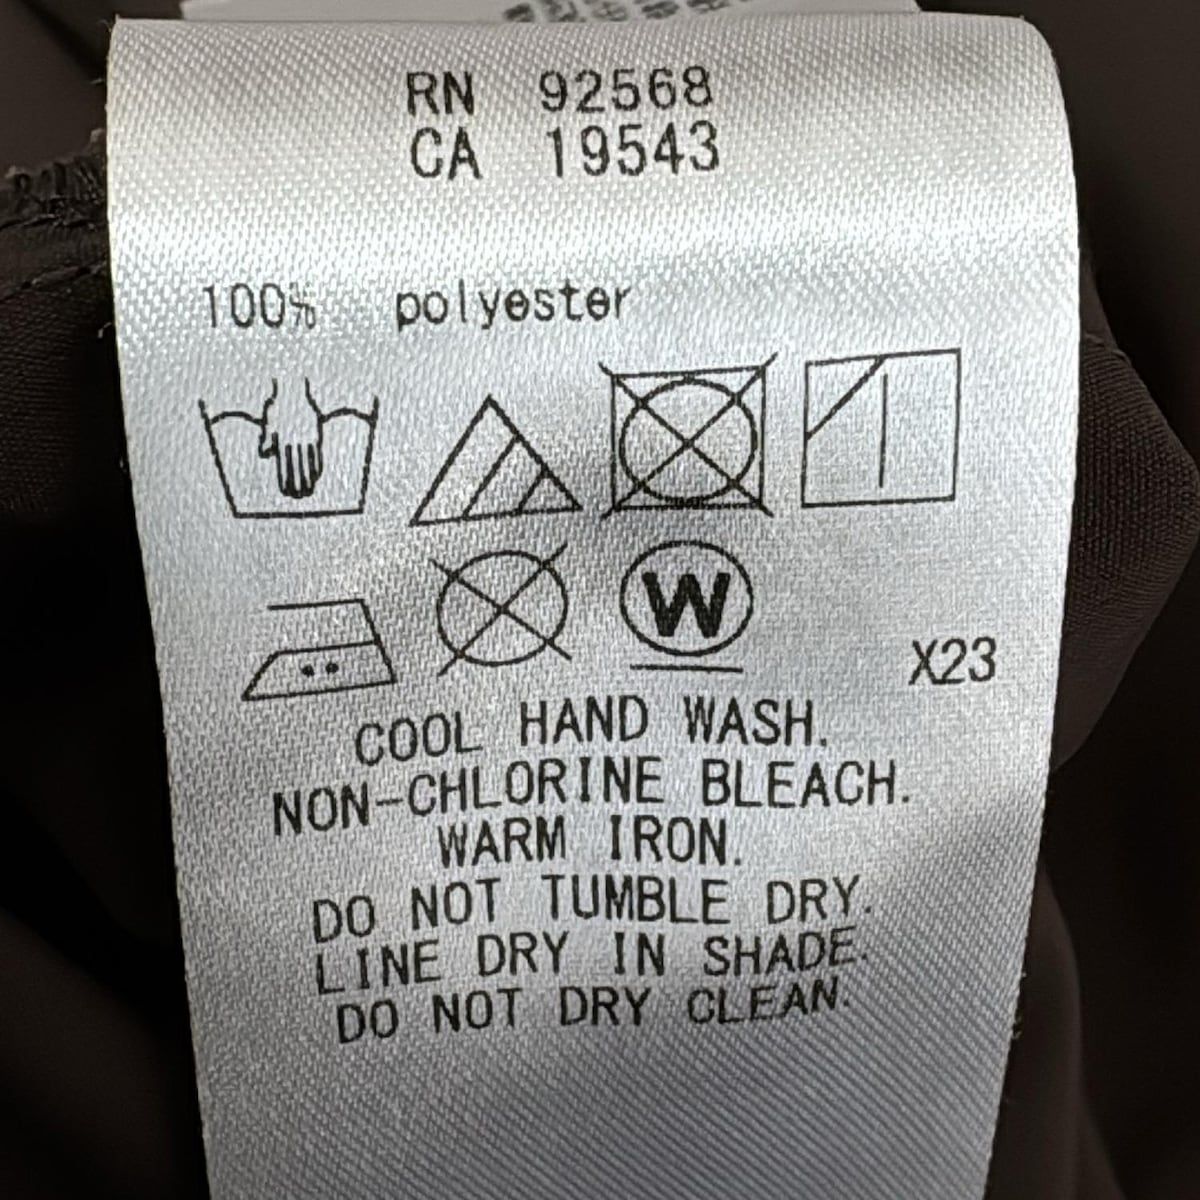 RN 92568
CA 19543
100% polyester
W
X23
COOL HAND WASH.
NON-CHLORINE BLEACH.
WARM IRON.
DO NOT TUMBLE DRY.
LINE DRY IN SHADE.
DO NOT DRY CLEAN.